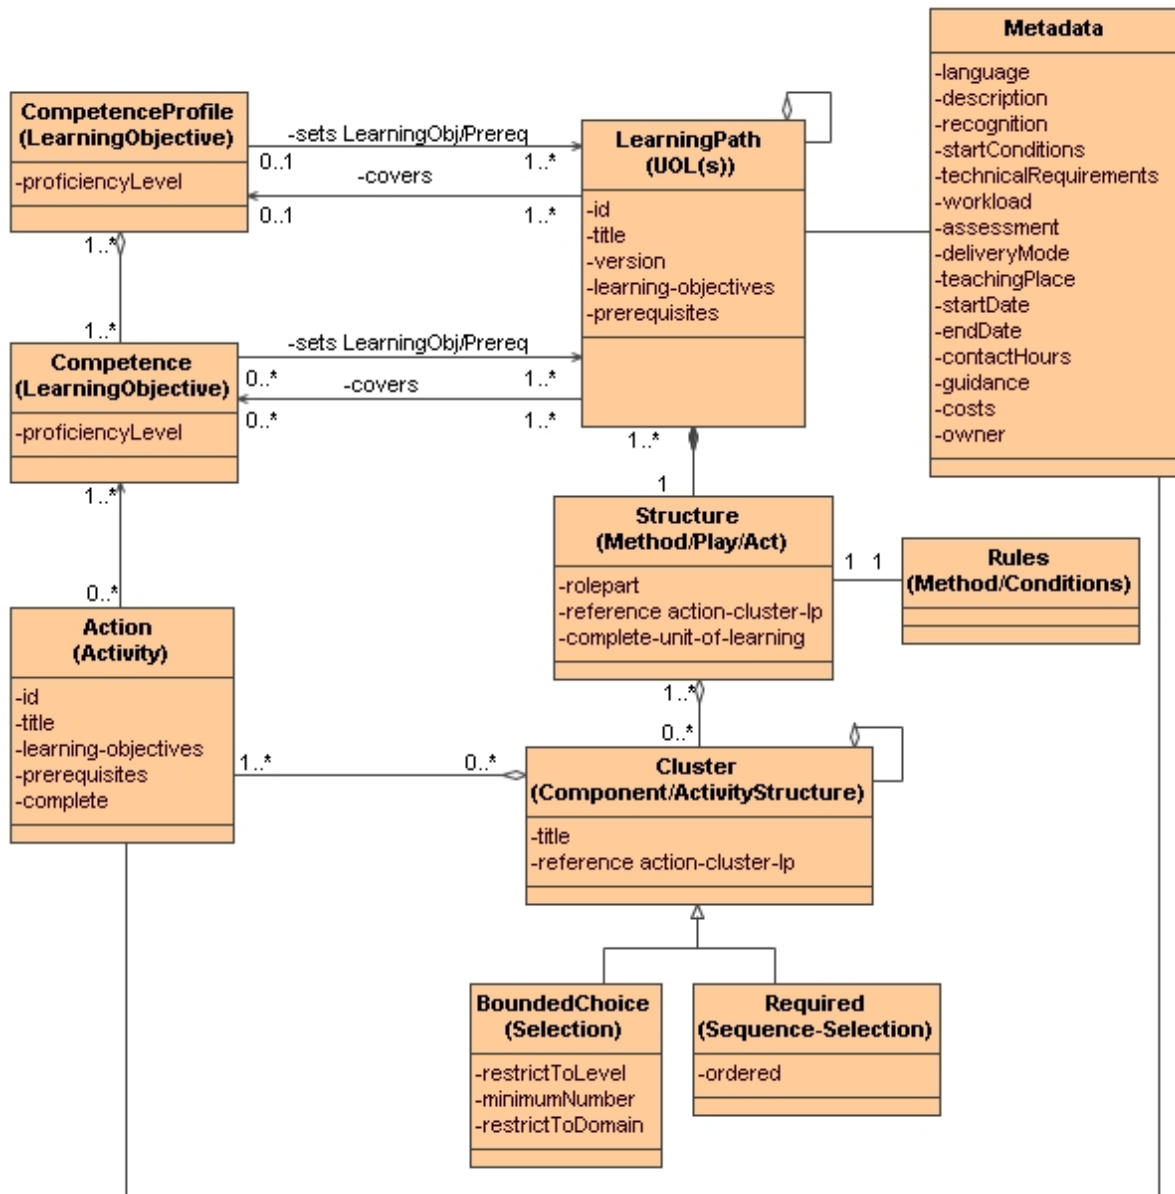 Metadata
-language
-description
-recognition
-startConditions
-technicalRequirements
-workload
-assessment
-deliveryMode
-teachingPlace
-startDate
-endDate
-contactHours
-guidance
-costs
-owner
CompetenceProfile
(LearningObjective)
-proficiencyLevel
-sets LearningObj/Prereq
0..1 1..*
-covers
0..1 1..*
LearningPath
(UOL(s))
-id
-title
-version
-learning-objectives
-prerequisites
1..*
1..*
Competence
(LearningObjective)
-proficiencyLevel
-sets LearningObj/Prereq
0..* 1..*
-covers
0..* 1..*
1..*
1
1..*
0..*
Structure
(Method/Play/Act)
-rolepart
-reference action-cluster-lp
-complete-unit-of-learning
1 1
Rules
(Method/Conditions)
Action
(Activity)
-id
-title
-learning-objectives
-prerequisites
-complete
1..*
0..*
1..* 0..*
Cluster
(Component/ActivityStructure)
-title
-reference action-cluster-lp
BoundedChoice
(Selection)
-restrictToLevel
-minimumNumber
-restrictToDomain
Required
(Sequence-Selection)
-ordered